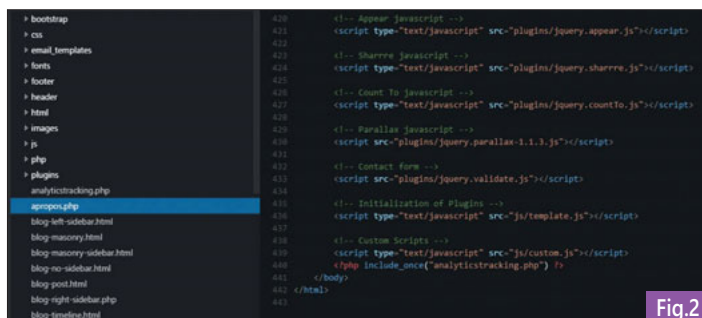 bootstrap
css
email_templates
fonts
footer
header
html
images
js
php
plugins
analyticstracking.php
apropos.php
blog-left-sidebar.html
blog-masonry.html
blog-masonry-sidebar.html
blog-no-sidebar.html
blog-post.html
blog-right-sidebar.php
blog-timeline.html
420 <!-- Appear javascript -->
421 <script type="text/javascript" src="plugins/jquery.appear.js"></script>
422
423 <!-- Sharrre javascript -->
424 <script type="text/javascript" src="plugins/jquery.sharrre.js"></script>
425
426 <!-- Count To javascript -->
427 <script type="text/javascript" src="plugins/jquery.countTo.js"></script>
428
429 <!-- Parallax javascript -->
430 <script src="plugins/jquery.parallax-1.1.3.js"></script>
431
432 <!-- Contact form -->
433 <script src="plugins/jquery.validate.js"></script>
434
435 <!-- Initialization of Plugins -->
436 <script type="text/javascript" src="js/template.js"></script>
437
438 <!-- Custom Scripts -->
439 <script type="text/javascript" src="js/custom.js"></script>
440 <?php include_once("analyticstracking.php") ?>
441 </body>
442 </html>
443
Fig.2